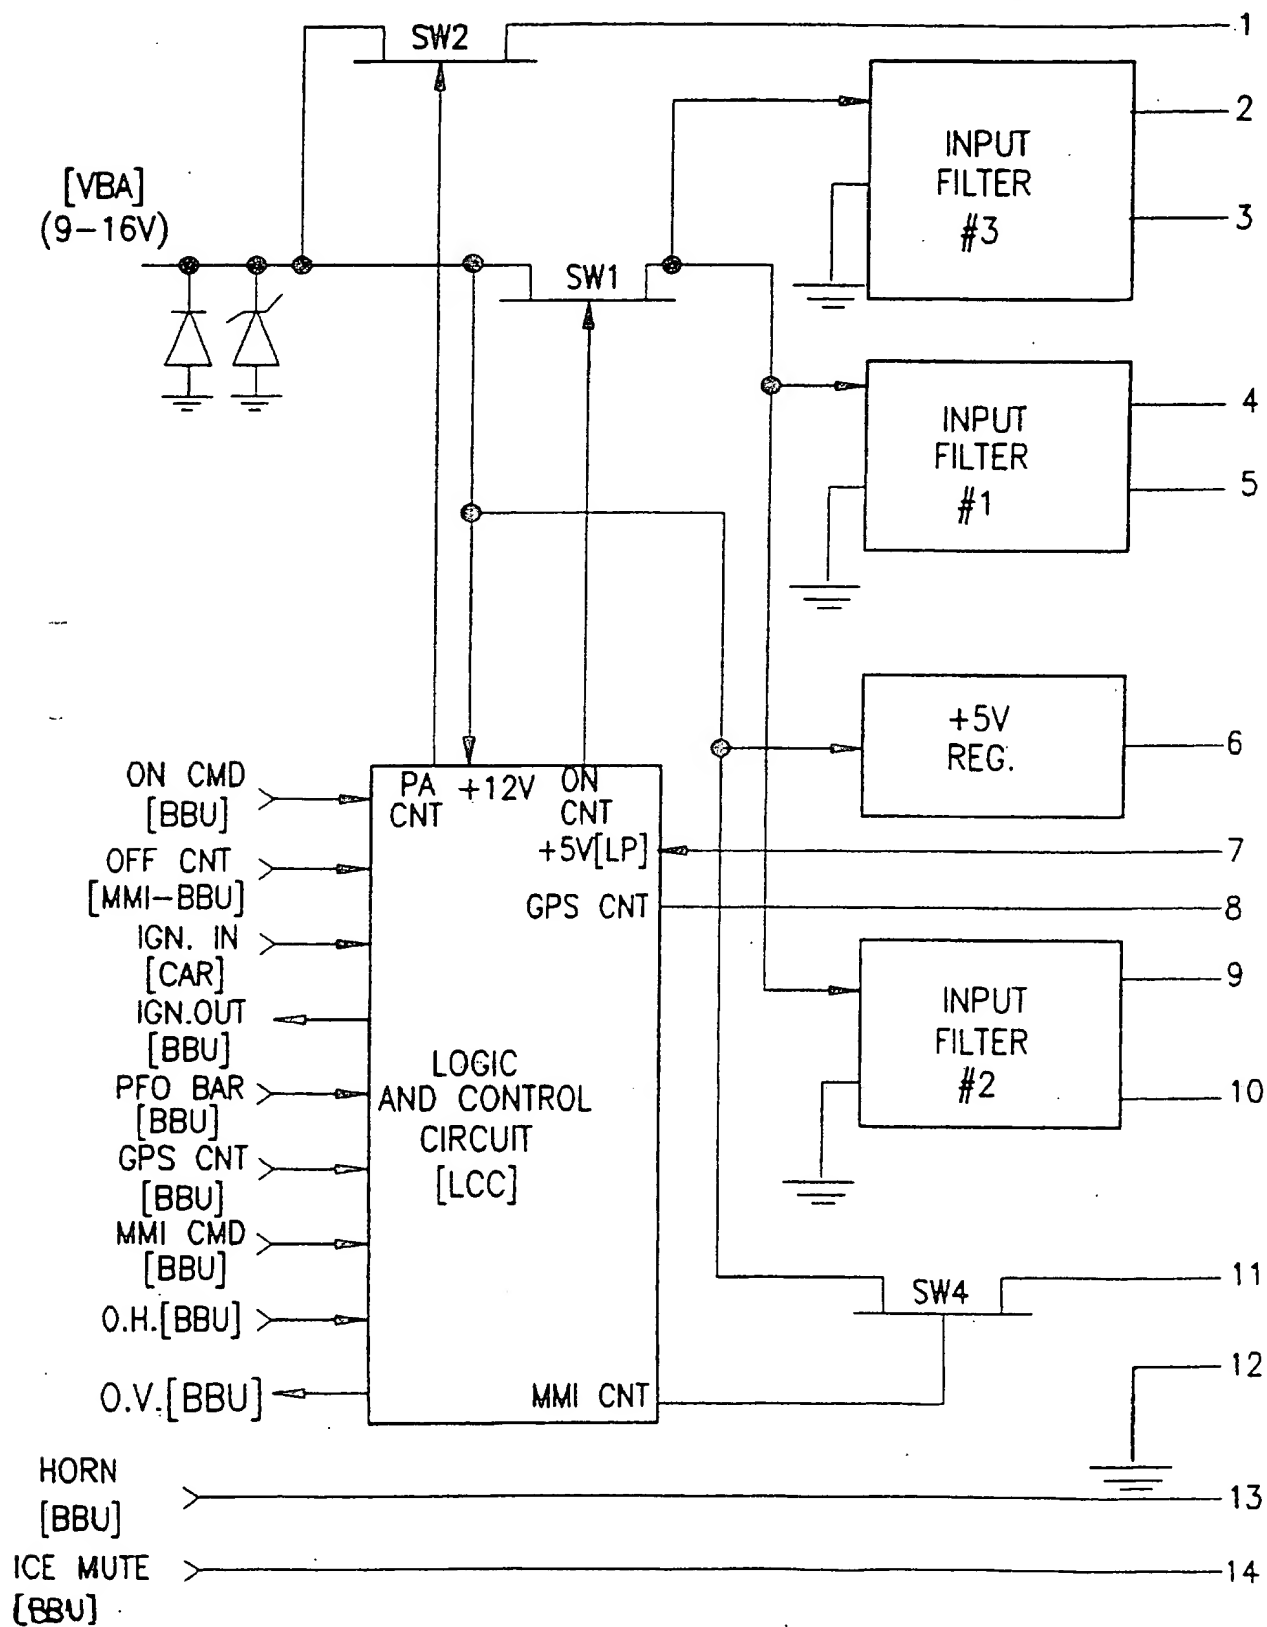 SW2
1
[VBA]
(9-16V)
INPUT
FILTER
#3
2
3
SW1
INPUT
FILTER
#1
4
5
+5V
REG.
6
ON CMD
[BBU]
OFF CNT
[MMI-BBU]
IGN. IN
[CAR]
IGN.OUT
[BBU]
PFO BAR
[BBU]
GPS CNT
[BBU]
MMI CMD
[BBU]
O.H.[BBU]
O.V.[BBU]
PA
CNT
+12V
ON
CNT
+5V[LP]
7
GPS CNT
8
LOGIC
AND CONTROL
CIRCUIT
[LCC]
MMI CNT
INPUT
FILTER
#2
9
10
SW4
11
12
HORN
[BBU]
13
ICE MUTE
[BBU]
14